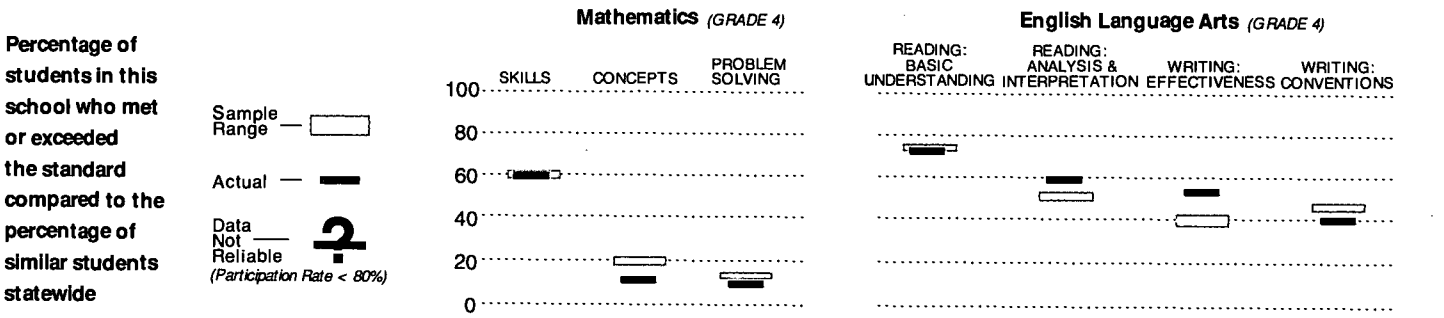 Percentage of
students in this
school who met
or exceeded
the standard
compared to the
percentage of
similar students
statewide
Sample
Range
Actual
Data
Not
Reliable
?
(Participation Rate < 80%)
Mathematics (GRADE 4)
SKILLS
CONCEPTS
PROBLEM
SOLVING
100
80
60
40
20
0
English Language Arts (GRADE 4)
READING:
BASIC
UNDERSTANDING
READING:
ANALYSIS &
INTERPRETATION
WRITING:
EFFECTIVENESS
WRITING:
CONVENTIONS